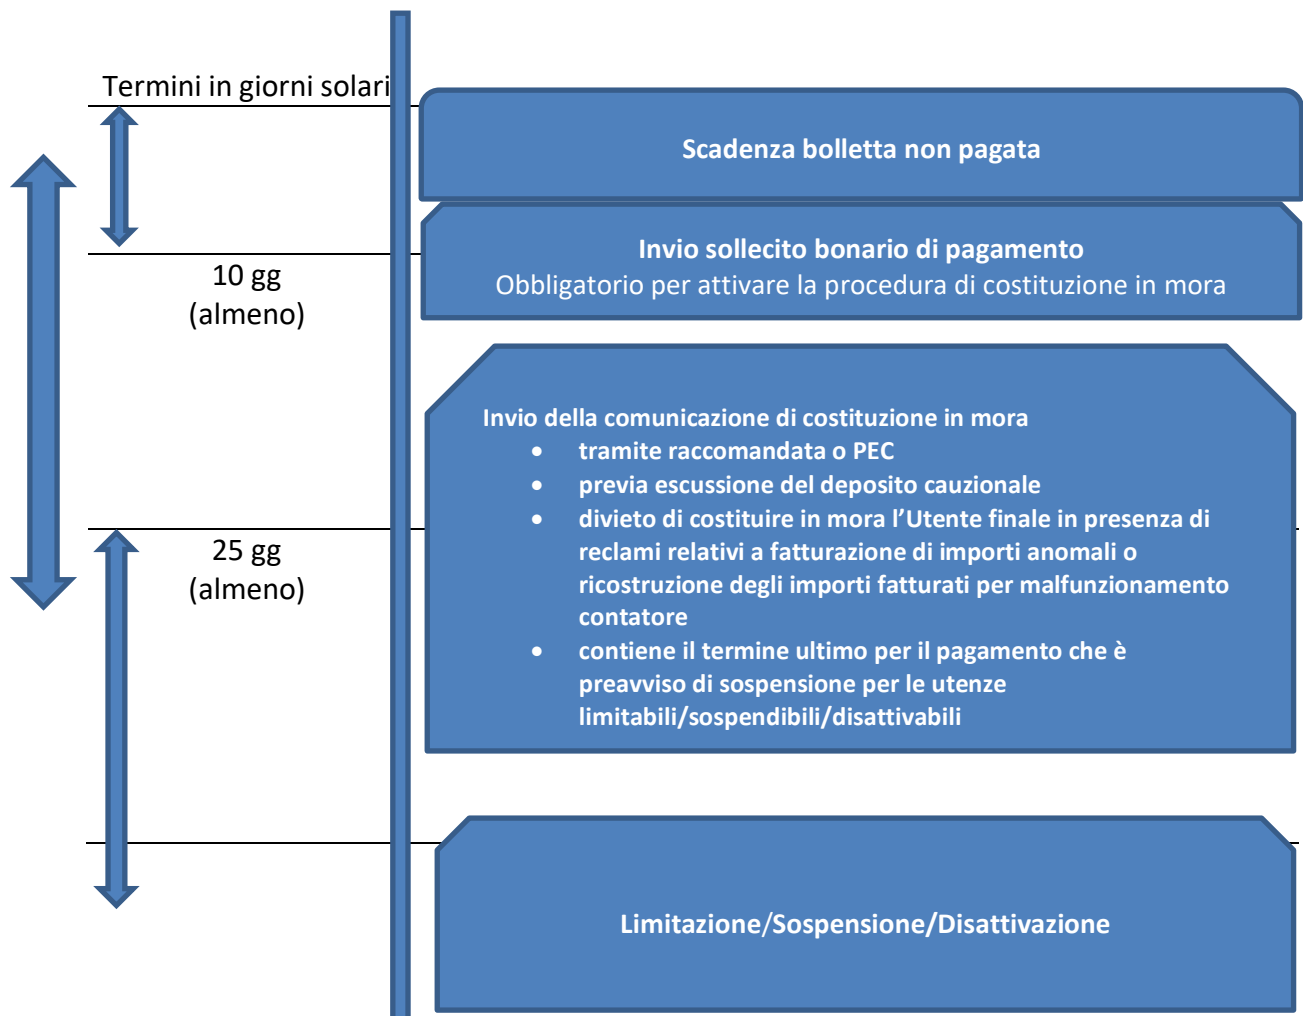 Termini in giorni solari
Scadenza bolletta non pagata
Invio sollecito bonario di pagamento
Obbligatorio per attivare la procedura di costituzione in mora
10 gg
(almeno)
Invio della comunicazione di costituzione in mora
• tramite raccomandata o PEC
• previa escussione del deposito cauzionale
• divieto di costituire in mora l’Utente finale in presenza di
reclami relativi a fatturazione di importi anomali o
ricostruzione degli importi fatturati per malfunzionamento
contatore
• contiene il termine ultimo per il pagamento che è
preavviso di sospensione per le utenze
limitabili/sospendibili/disattivabili
25 gg
(almeno)
Limitazione/Sospensione/Disattivazione